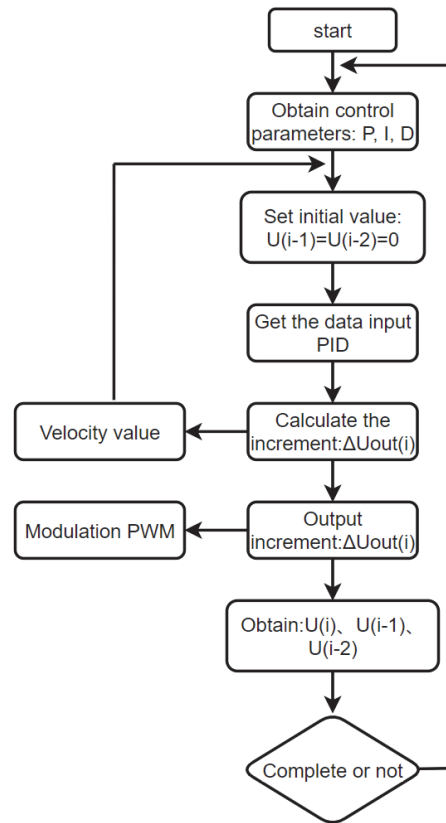 start
Obtain control
parameters: P, I, D
Set initial value:
U(i-1)=U(i-2)=0
Get the data input
PID
Velocity value
Calculate the
increment:ΔUout(i)
Modulation PWM
Output
increment:ΔUout(i)
Obtain:U(i)、U(i-1)、
U(i-2)
Complete or not